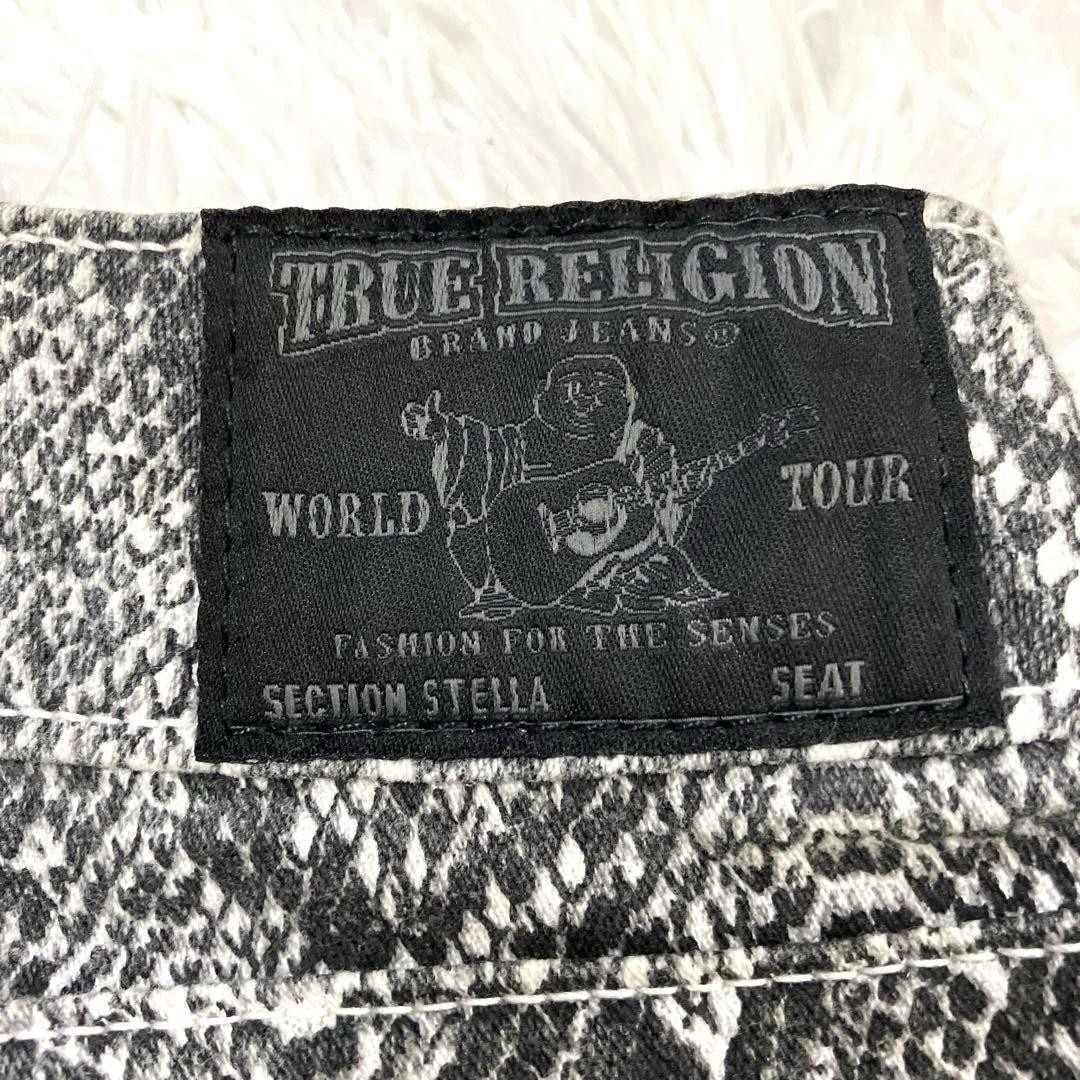 TRUE RELIGION
BRAND JEANS®
WORLD TOUR
FASHION FOR THE SENSES
SECTION STELLA SEAT